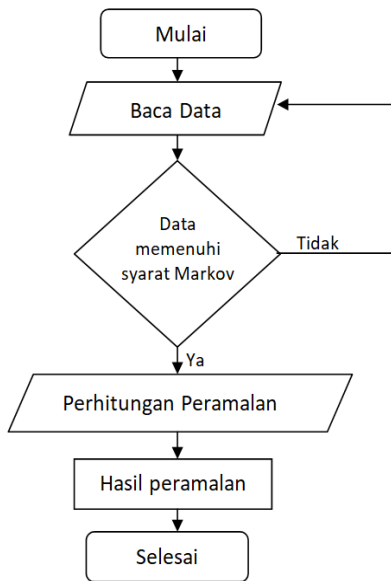 Mulai
Baca Data
Data
memenuhi
syarat Markov
Tidak
Ya
Perhitungan Peramalan
Hasil peramalan
Selesai